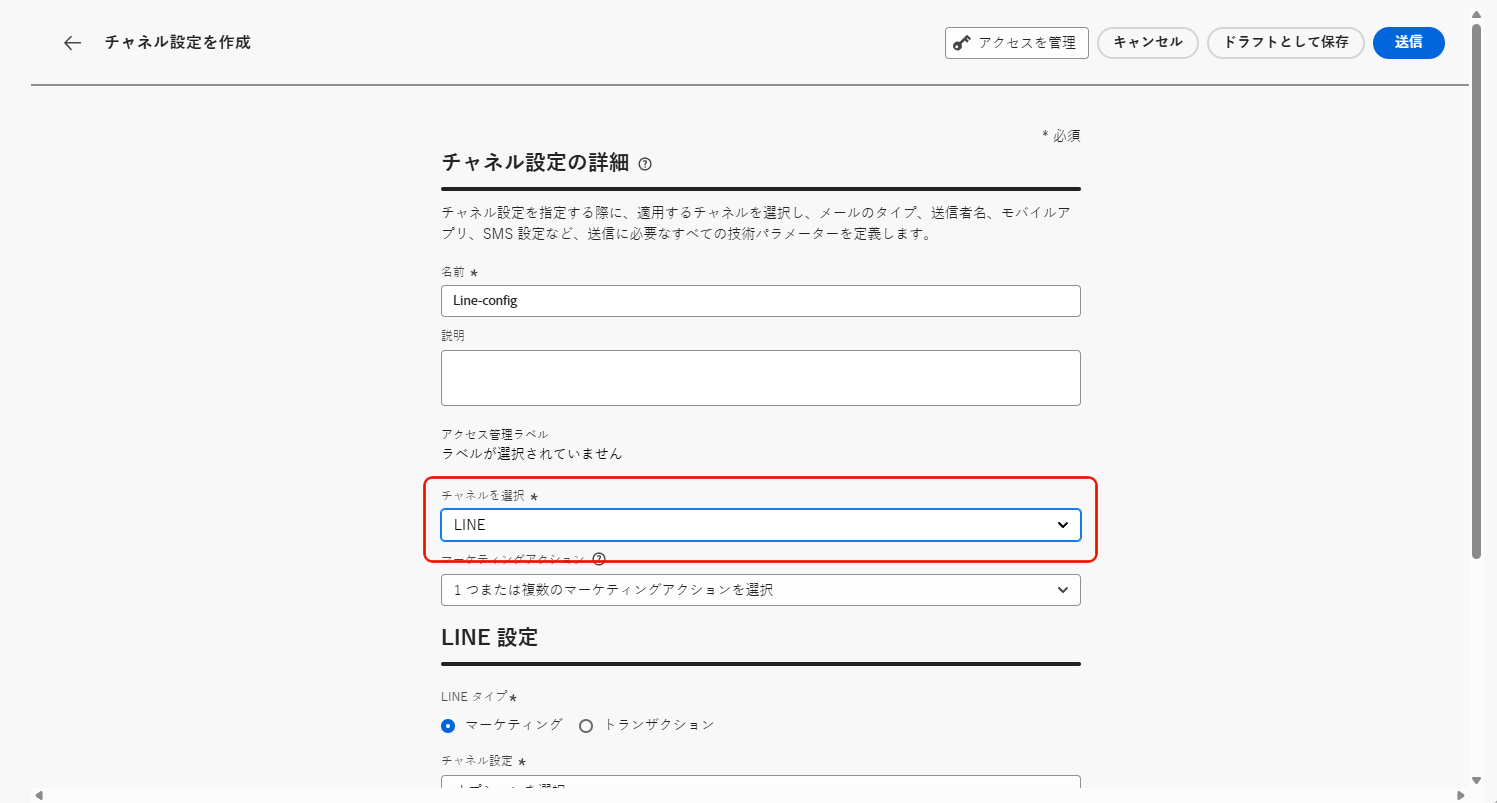 チャネル設定を作成
アクセスを管理
キャンセル
ドラフトとして保存
送信
* 必須
チャネル設定の詳細
チャネル設定を指定する際に、適用するチャネルを選択し、メールのタイプ、送信者名、モバイルア
プリ、SMS 設定など、送信に必要なすべての技術パラメーターを定義します。
名前 *
Line-config
説明
アクセス管理ラベル
ラベルが選択されていません
チャネルを選択 *
LINE
マーケティングアクション
1 つまたは複数のマーケティングアクションを選択
LINE 設定
LINE タイプ*
マーケティング
トランザクション
チャネル設定 *